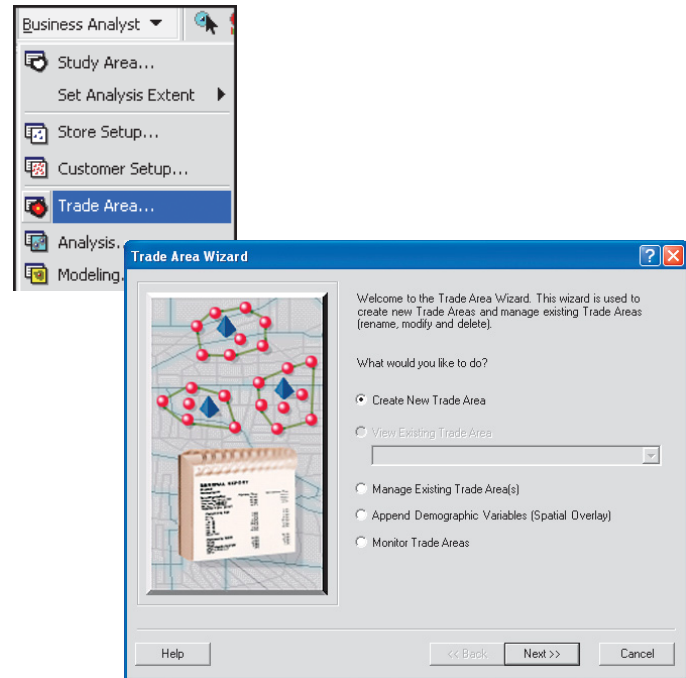 Business Analyst
Study Area...
Set Analysis Extent
Store Setup...
Customer Setup...
Trade Area...
Analysis..
Modeling.
Trade Area Wizard
Welcome to the Trade Area Wizard. This wizard is used to
create new Trade Areas and manage existing Trade Areas
(rename, modify and delete).
What would you like to do?
Create New Trade Area
View Existing Trade Area
Manage Existing Trade Area(s)
Append Demographic Variables (Spatial Overlay)
Monitor Trade Areas
Help
<< Back
Next >>
Cancel